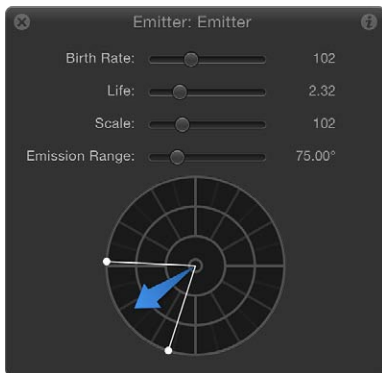 Emitter: Emitter
Birth Rate: 102
Life: 2.32
Scale: 102
Emission Range: 75.00°